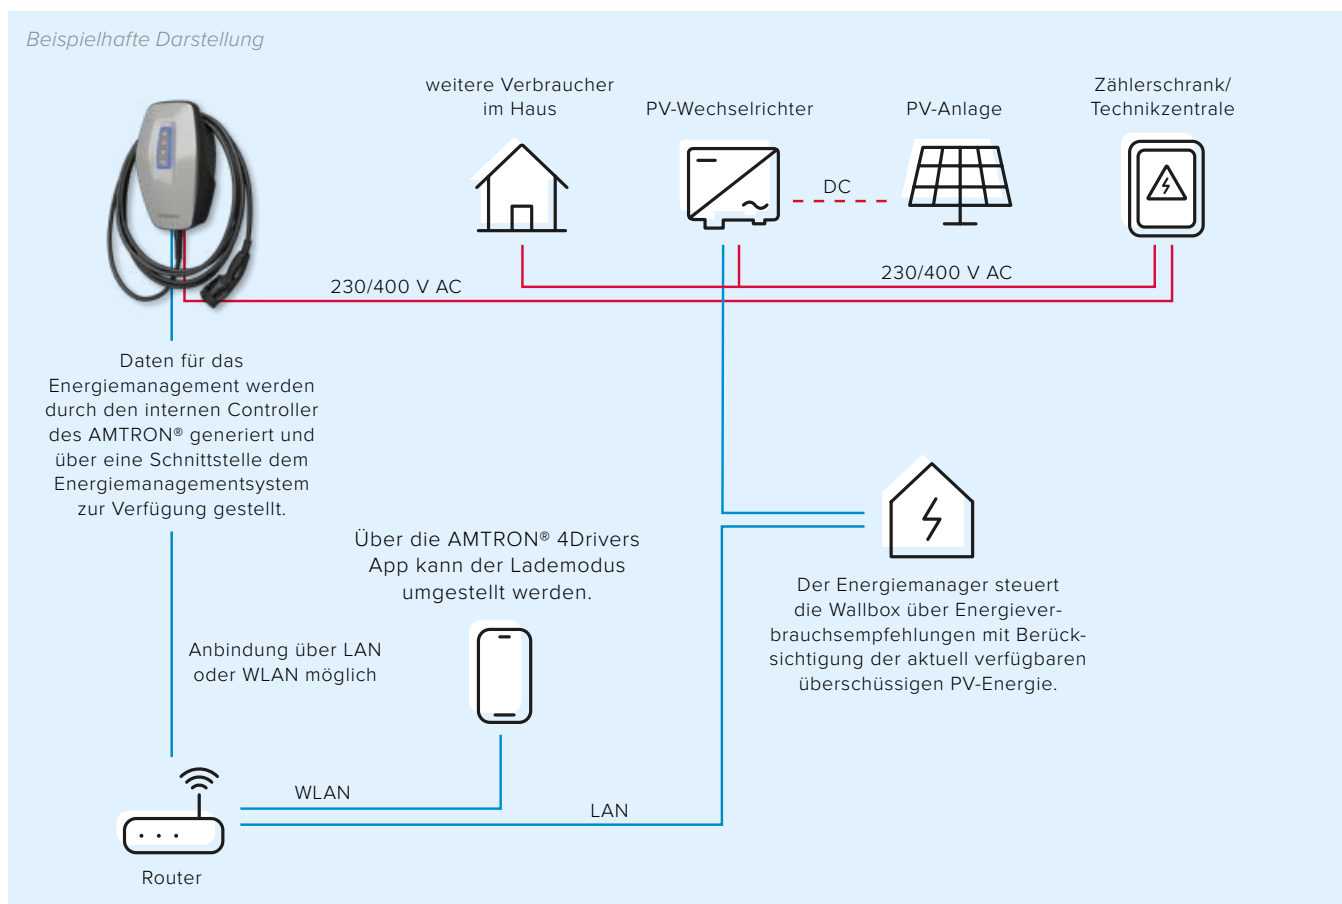 Beispielhafte Darstellung
weitere Verbraucher
im Haus
PV-Wechselrichter
PV-Anlage
Zählerschrank/
Technikzentrale
DC
230/400 V AC
230/400 V AC
Daten für das
Energiemanagement werden
durch den internen Controller
des AMTRON® generiert und
über eine Schnittstelle dem
Energiemanagementsystem
zur Verfügung gestellt.
Über die AMTRON® 4Drivers
App kann der Lademodus
umgestellt werden.
Der Energiemanager steuert
die Wallbox über Energiever-
brauchsempfehlungen mit Berück-
sichtigung der aktuell verfügbaren
überschüssigen PV-Energie.
Anbindung über LAN
oder WLAN möglich
WLAN
LAN
Router